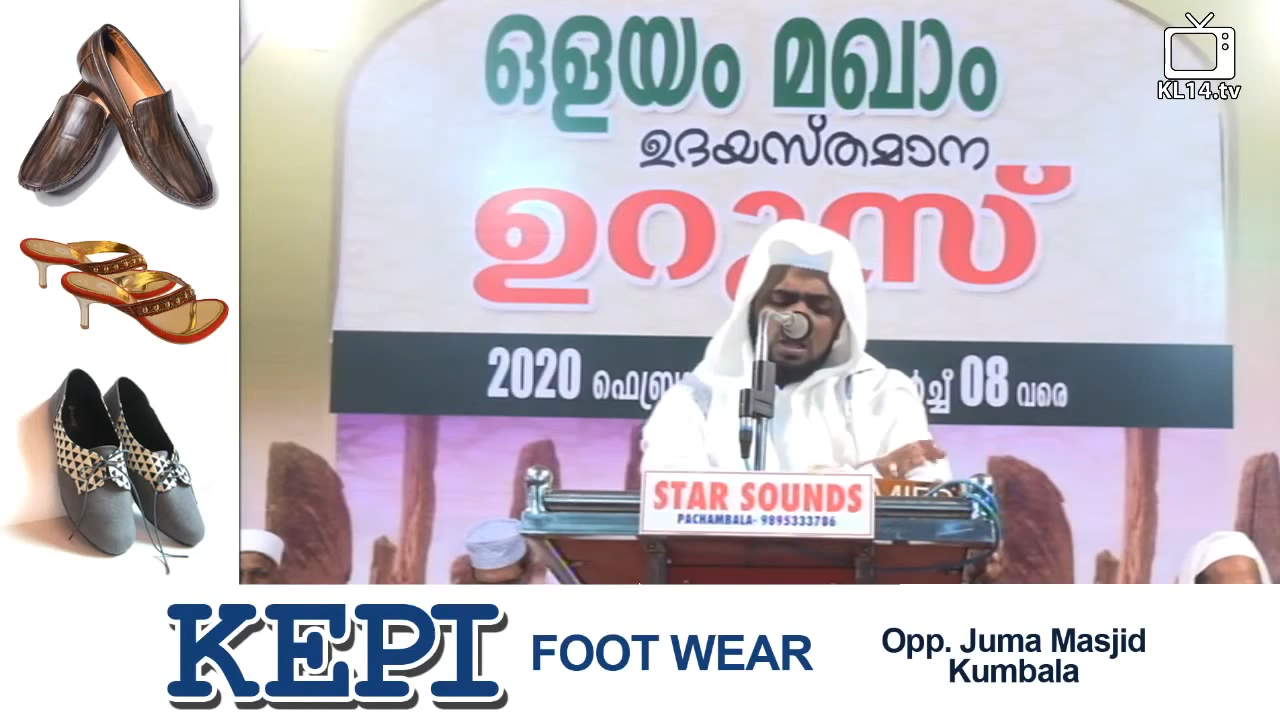 ഒളയം മഖാം
ഉദയസ്തമാന
ഉറൂസ്
KL14.tv
2020 ഫെബ്രു
08 വരെ
STAR SOUNDS
PACHAMBALA- 9895333786
KEPI
FOOT WEAR
Opp. Juma Masjid
Kumbala